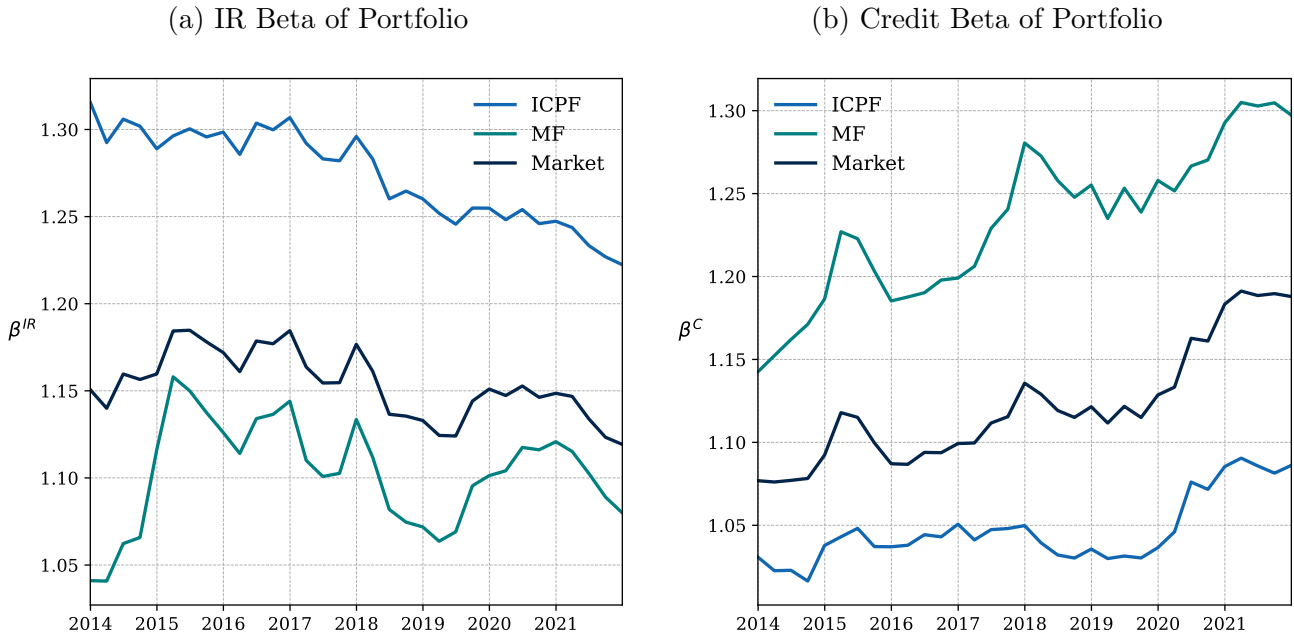 (a) IR Beta of Portfolio
ICPF
MF
Market
1.30
1.25
1.20
1.15
1.10
1.05
β^IR
2014 2015 2016 2017 2018 2019 2020 2021
(b) Credit Beta of Portfolio
ICPF
MF
Market
1.30
1.25
1.20
1.15
1.10
1.05
β^C
2014 2015 2016 2017 2018 2019 2020 2021